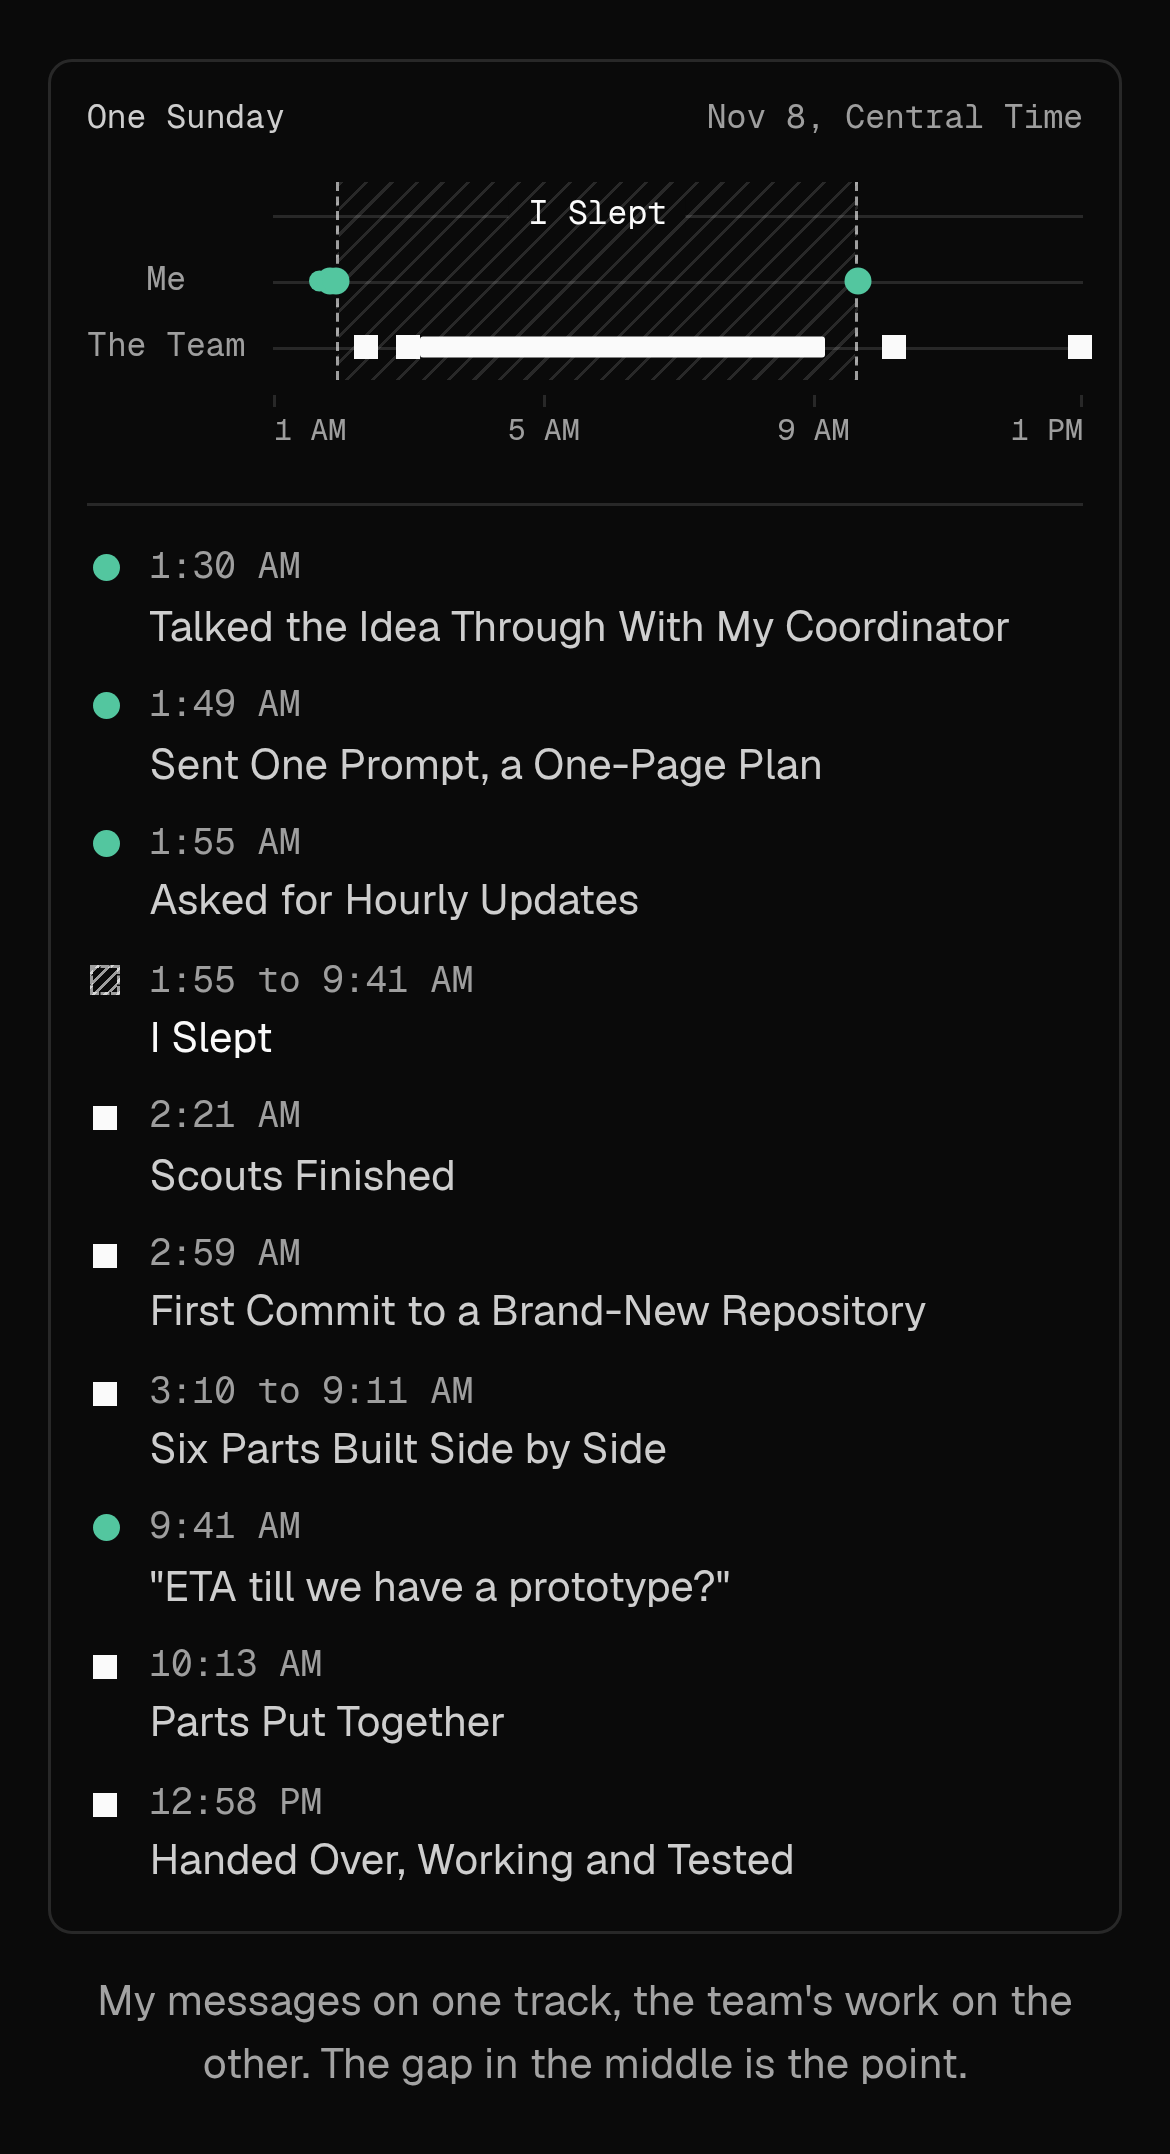 One Sunday
Nov 8, Central Time
I Slept
Me
The Team
1 AM
5 AM
9 AM
1 PM
1:30 AM
Talked the Idea Through With My Coordinator
1:49 AM
Sent One Prompt, a One-Page Plan
1:55 AM
Asked for Hourly Updates
1:55 to 9:41 AM
I Slept
2:21 AM
Scouts Finished
2:59 AM
First Commit to a Brand-New Repository
3:10 to 9:11 AM
Six Parts Built Side by Side
9:41 AM
"ETA till we have a prototype?"
10:13 AM
Parts Put Together
12:58 PM
Handed Over, Working and Tested
My messages on one track, the team's work on the
other. The gap in the middle is the point.